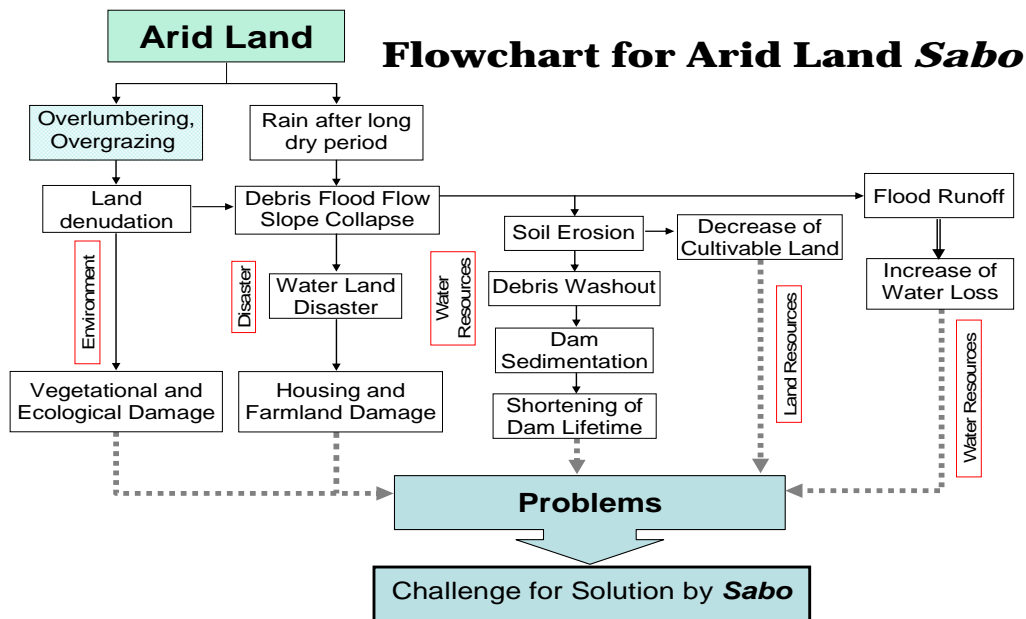 Arid Land
Flowchart for Arid Land Sabo
Overlumbering,
Overgrazing
Rain after long
dry period
Land
denudation
Debris Flood Flow
Slope Collapse
Flood Runoff
Soil Erosion
Decrease of
Cultivable Land
Environment
Disaster
Water
Resources
Water Land
Disaster
Debris Washout
Increase of
Water Loss
Dam
Sedimentation
Land Resources
Water Resources
Vegetational and
Ecological Damage
Housing and
Farmland Damage
Shortening of
Dam Lifetime
Problems
Challenge for Solution by Sabo